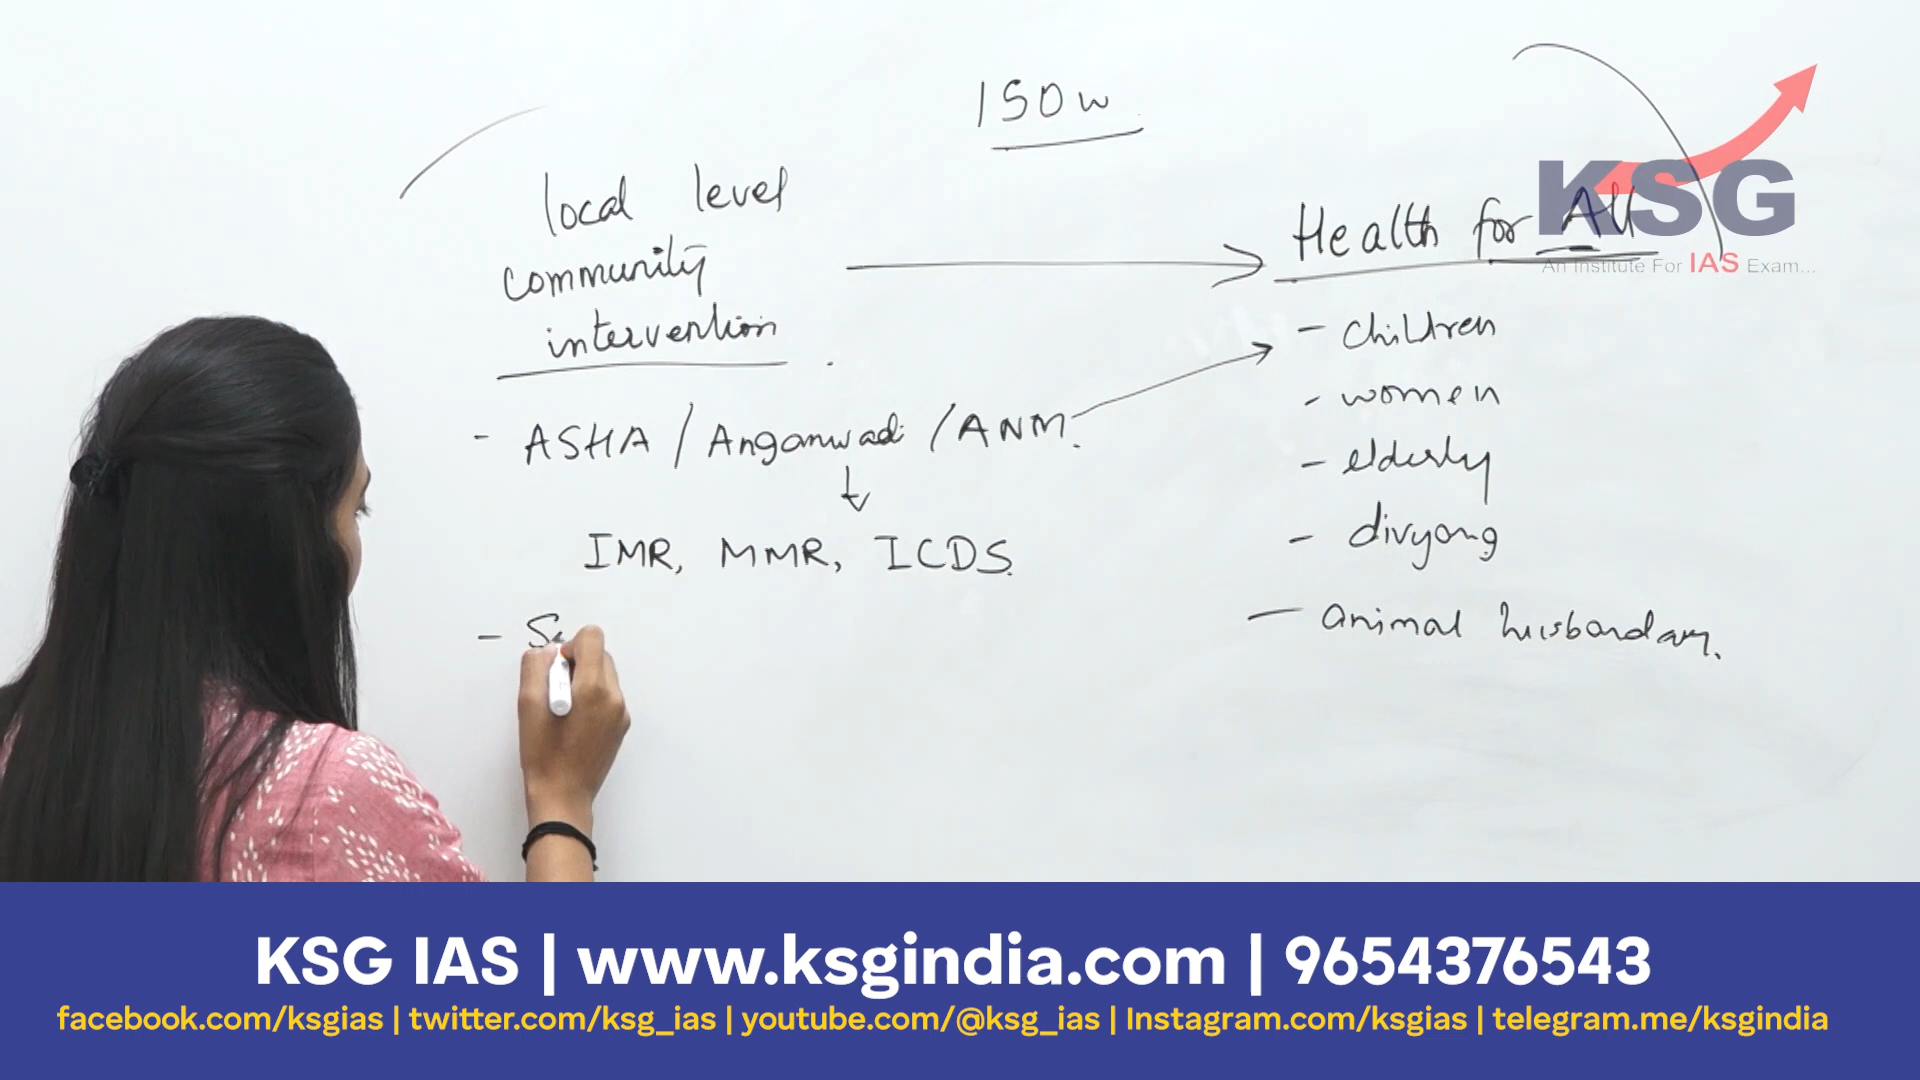 150 w
local level
community
intervention
- ASHA / Anganwadi / ANM.
IMR, MMR, ICDS.
- Se
Health for All
- children
- women
- elderly
- divyang
- animal husbandary.
KSG
An Institute For IAS Exam...
KSG IAS | www.ksgindia.com | 9654376543
facebook.com/ksgias | twitter.com/ksg_ias | youtube.com/@ksg_ias | Instagram.com/ksgias | telegram.me/ksgindia